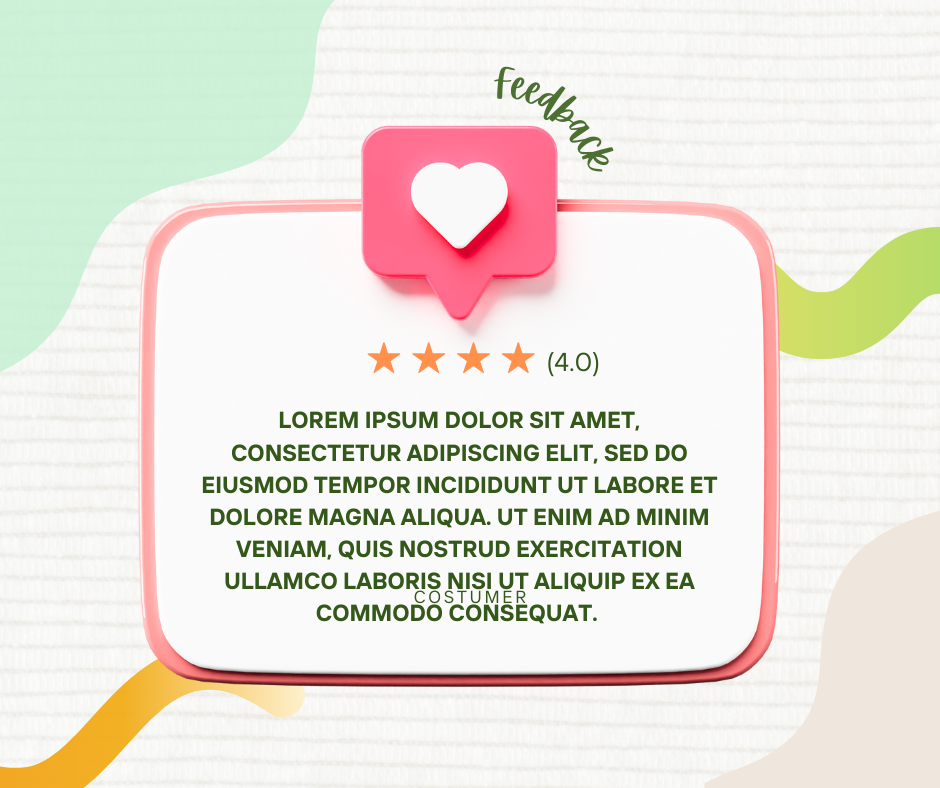 Feedback
(4.0)
LOREM IPSUM DOLOR SIT AMET,
CONSECTETUR ADIPISCING ELIT, SED DO
EIUSMOD TEMPOR INCIDIDUNT UT LABORE ET
DOLORE MAGNA ALIQUA. UT ENIM AD MINIM
VENIAM, QUIS NOSTRUD EXERCITATION
ULLAMCO LABORIS NISI UT ALIQUIP EX EA
COSTUMER
COMMODO CONSEQUAT.